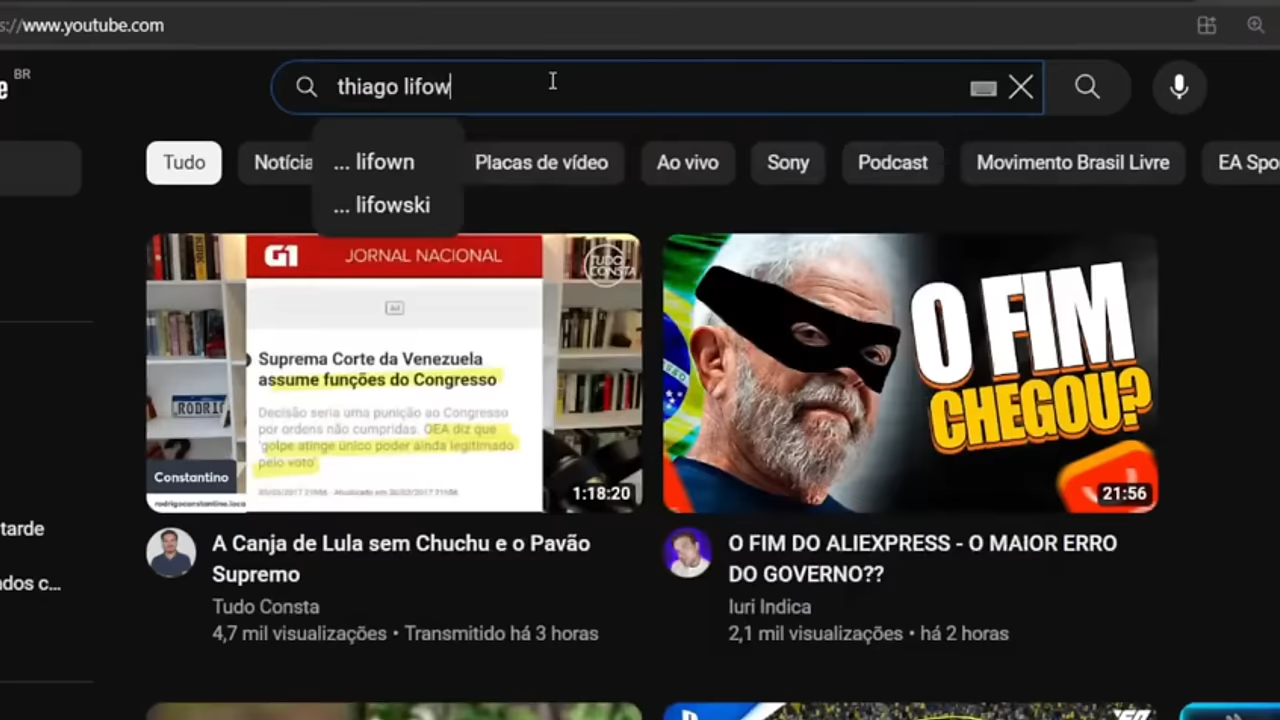 s://www.youtube.com
e BR
thiago lifow
... lifown
... lifowski
Tudo
Notícia
Placas de vídeo
Ao vivo
Sony
Podcast
Movimento Brasil Livre
EA Spo
G1
JORNAL NACIONAL
TUDO
CONSTA
Ad
Suprema Corte da Venezuela
assume funções do Congresso
Decisão seria uma punição ao Congresso
por ordens não cumpridas. OEA diz que
'golpe atinge único poder ainda legitimado
pelo voto'
RODRIG
Constantino
rodrigoconstantino.loca
1:18:20
O FIM
CHEGOU?
21:56
tarde
dos c...
A Canja de Lula sem Chuchu e o Pavão
Supremo
Tudo Consta
4,7 mil visualizações • Transmitido há 3 horas
O FIM DO ALIEXPRESS - O MAIOR ERRO
DO GOVERNO??
Iuri Indica
2,1 mil visualizações • há 2 horas